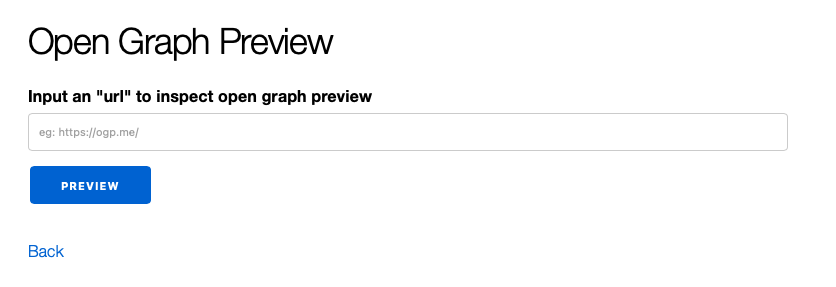 Open Graph Preview
Input an "url" to inspect open graph preview
eg: https://ogp.me/
PREVIEW
Back